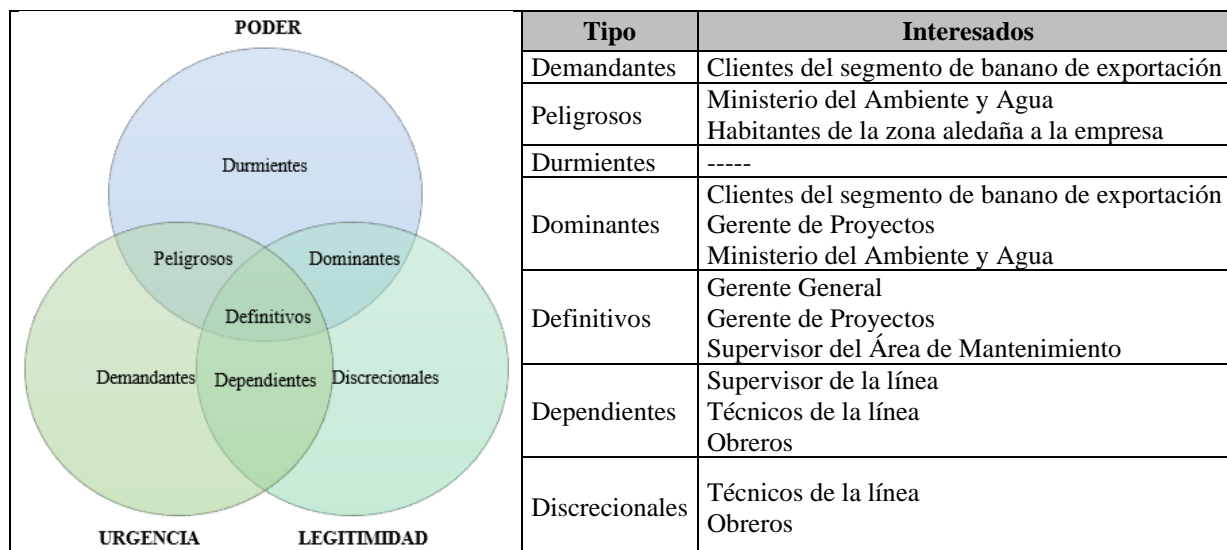 PODER
Durmientes
Peligrosos
Dominantes
Definitivos
Demandantes
Dependientes
Discrecionales
URGENCIA
LEGITIMIDAD
Tipo
Interesados
Demandantes
Clientes del segmento de banano de exportación
Peligrosos
Ministerio del Ambiente y Agua
Habitantes de la zona aledaña a la empresa
Durmientes
-----
Dominantes
Clientes del segmento de banano de exportación
Gerente de Proyectos
Ministerio del Ambiente y Agua
Definitivos
Gerente General
Gerente de Proyectos
Supervisor del Área de Mantenimiento
Dependientes
Supervisor de la línea
Técnicos de la línea
Obreros
Discrecionales
Técnicos de la línea
Obreros